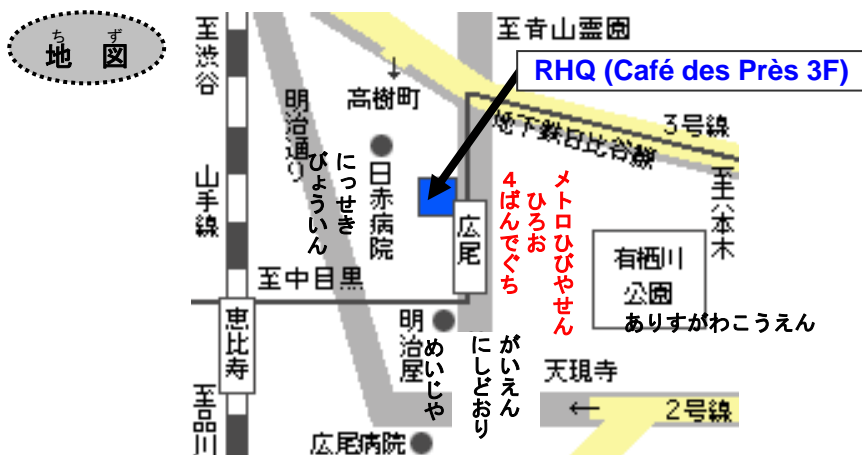 ち ず
地 図
至渋谷
至青山霊園
RHQ (Café des Près 3F)
高樹町
明治通り
3号線
地下鉄日比谷線
至六本木
日赤病院
にっせき
びょういん
山手線
広尾
メトロひびやせん
ひろお
4ばんでぐち
有栖川
公園
ありすがわこうえん
至中目黒
恵比寿
明治屋
めいじや
がいえん
にしどおり
天現寺
← 2号線
至品川
広尾病院